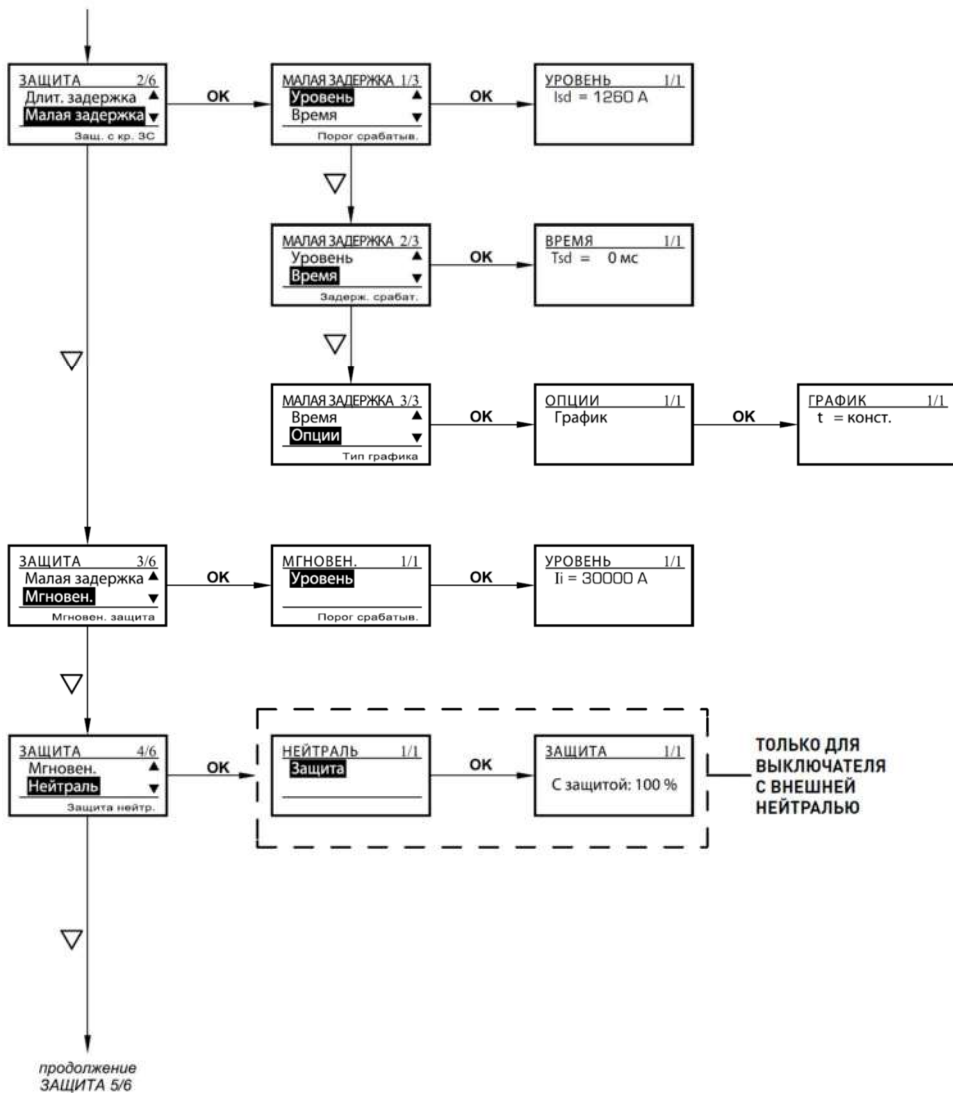 ЗАЩИТА 2/6
Длит. задержка ▲
Малая задержка ▼
Защ. с кр. ЗС
OK
МАЛАЯ ЗАДЕРЖКА 1/3
Уровень ▲
Время ▼
Порог срабатыв.
OK
УРОВЕНЬ 1/1
Isd = 1260 A
МАЛАЯ ЗАДЕРЖКА 2/3
Уровень ▲
Время ▼
Задерж. срабат.
OK
ВРЕМЯ 1/1
Tsd = 0 мс
МАЛАЯ ЗАДЕРЖКА 3/3
Время ▲
Опции ▼
Тип графика
OK
ОПЦИИ 1/1
График
OK
ГРАФИК 1/1
t = конст.
ЗАЩИТА 3/6
Малая задержка ▲
Мгновен. ▼
Мгновен. защита
OK
МГНОВЕН. 1/1
Уровень
Порог срабатыв.
OK
УРОВЕНЬ 1/1
Ii = 30000 A
ЗАЩИТА 4/6
Мгновен. ▲
Нейтраль ▼
Защита нейтр.
OK
НЕЙТРАЛЬ 1/1
Защита
OK
ЗАЩИТА 1/1
С защитой: 100 %
ТОЛЬКО ДЛЯ
ВЫКЛЮЧАТЕЛЯ
С ВНЕШНЕЙ
НЕЙТРАЛЬЮ
продолжение
ЗАЩИТА 5/6